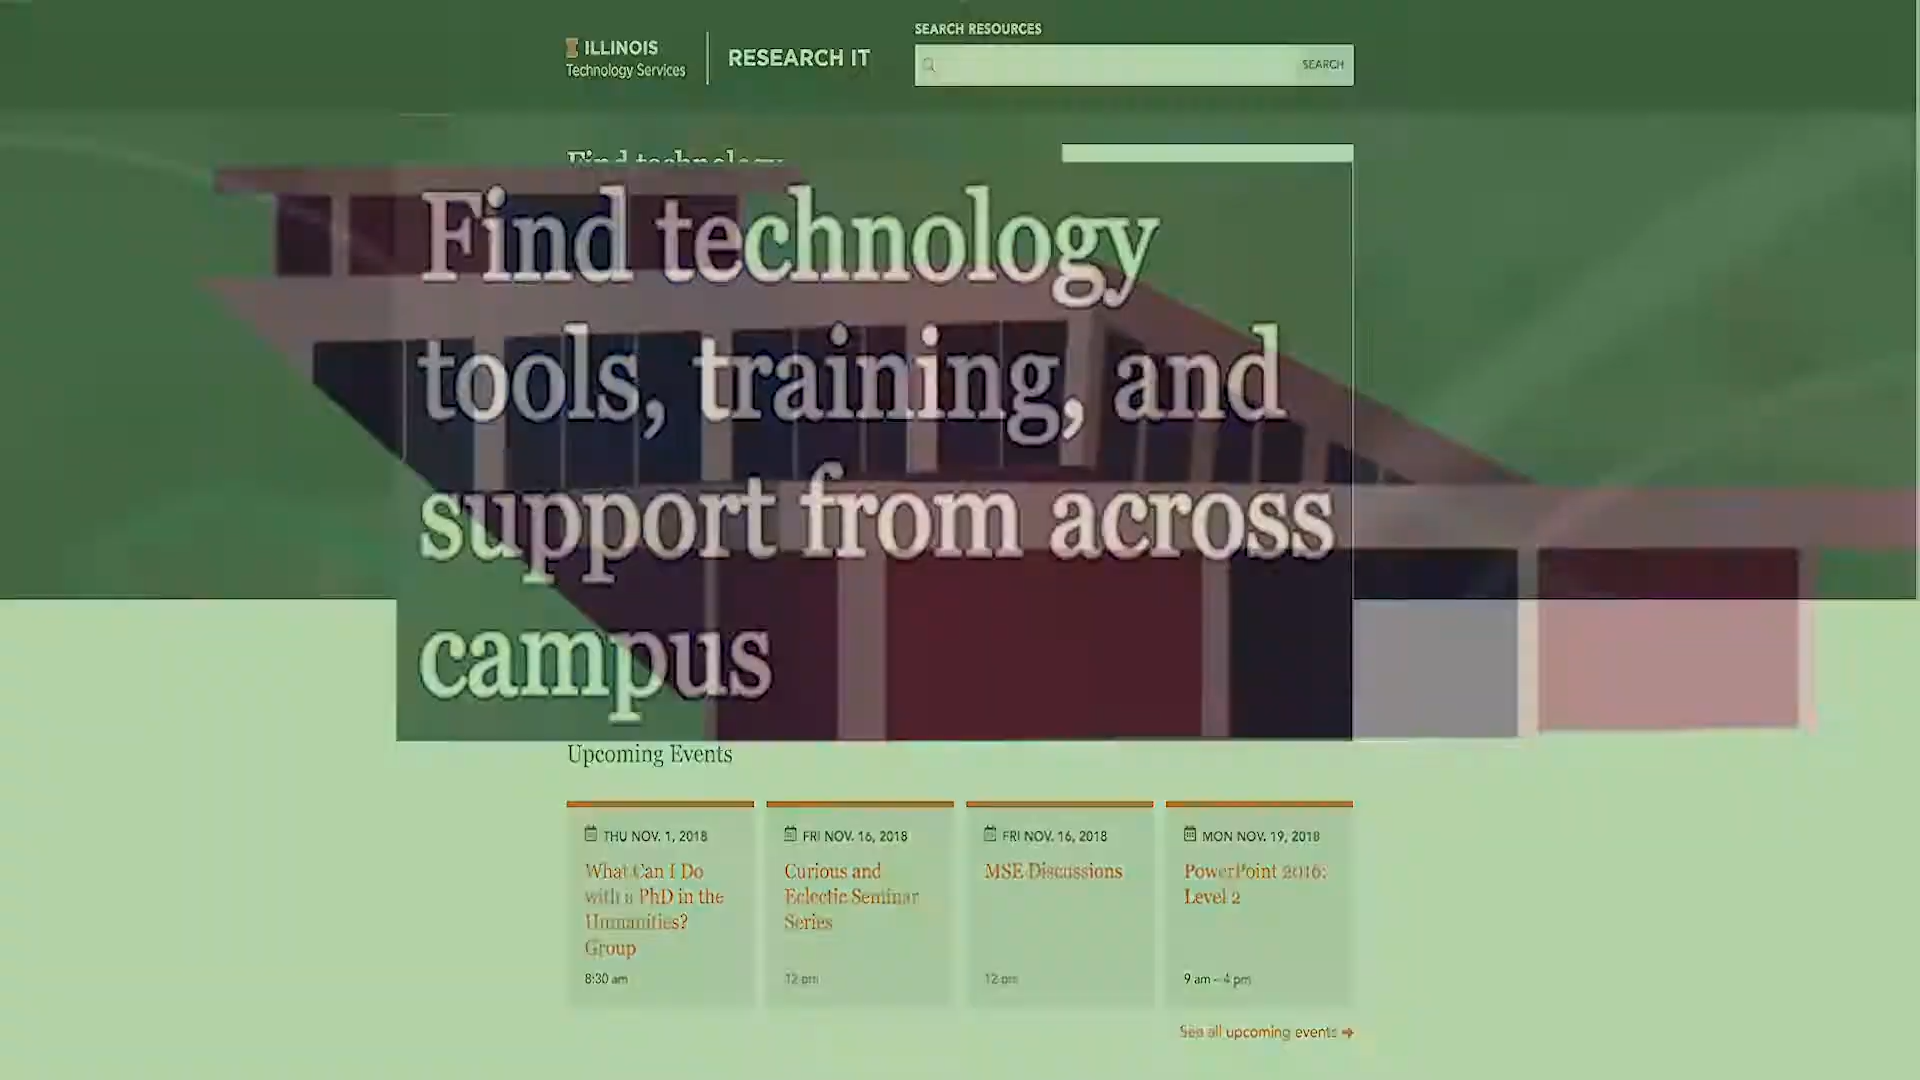 SEARCH RESOURCES
ILLINOIS
Technology Services
RESEARCH IT
SEARCH
Find technology
Find technology
tools, training, and
support from across
campus
Upcoming Events
THU NOV. 1, 2018
What Can I Do
with a PhD in the
Humanities?
Group
8:30 am
FRI NOV. 16, 2018
Curious and
Eclectic Seminar
Series
12 pm
FRI NOV. 16, 2018
MSE Discussions
12 pm
MON NOV. 19, 2018
PowerPoint 2016:
Level 2
9 am – 4 pm
See all upcoming events